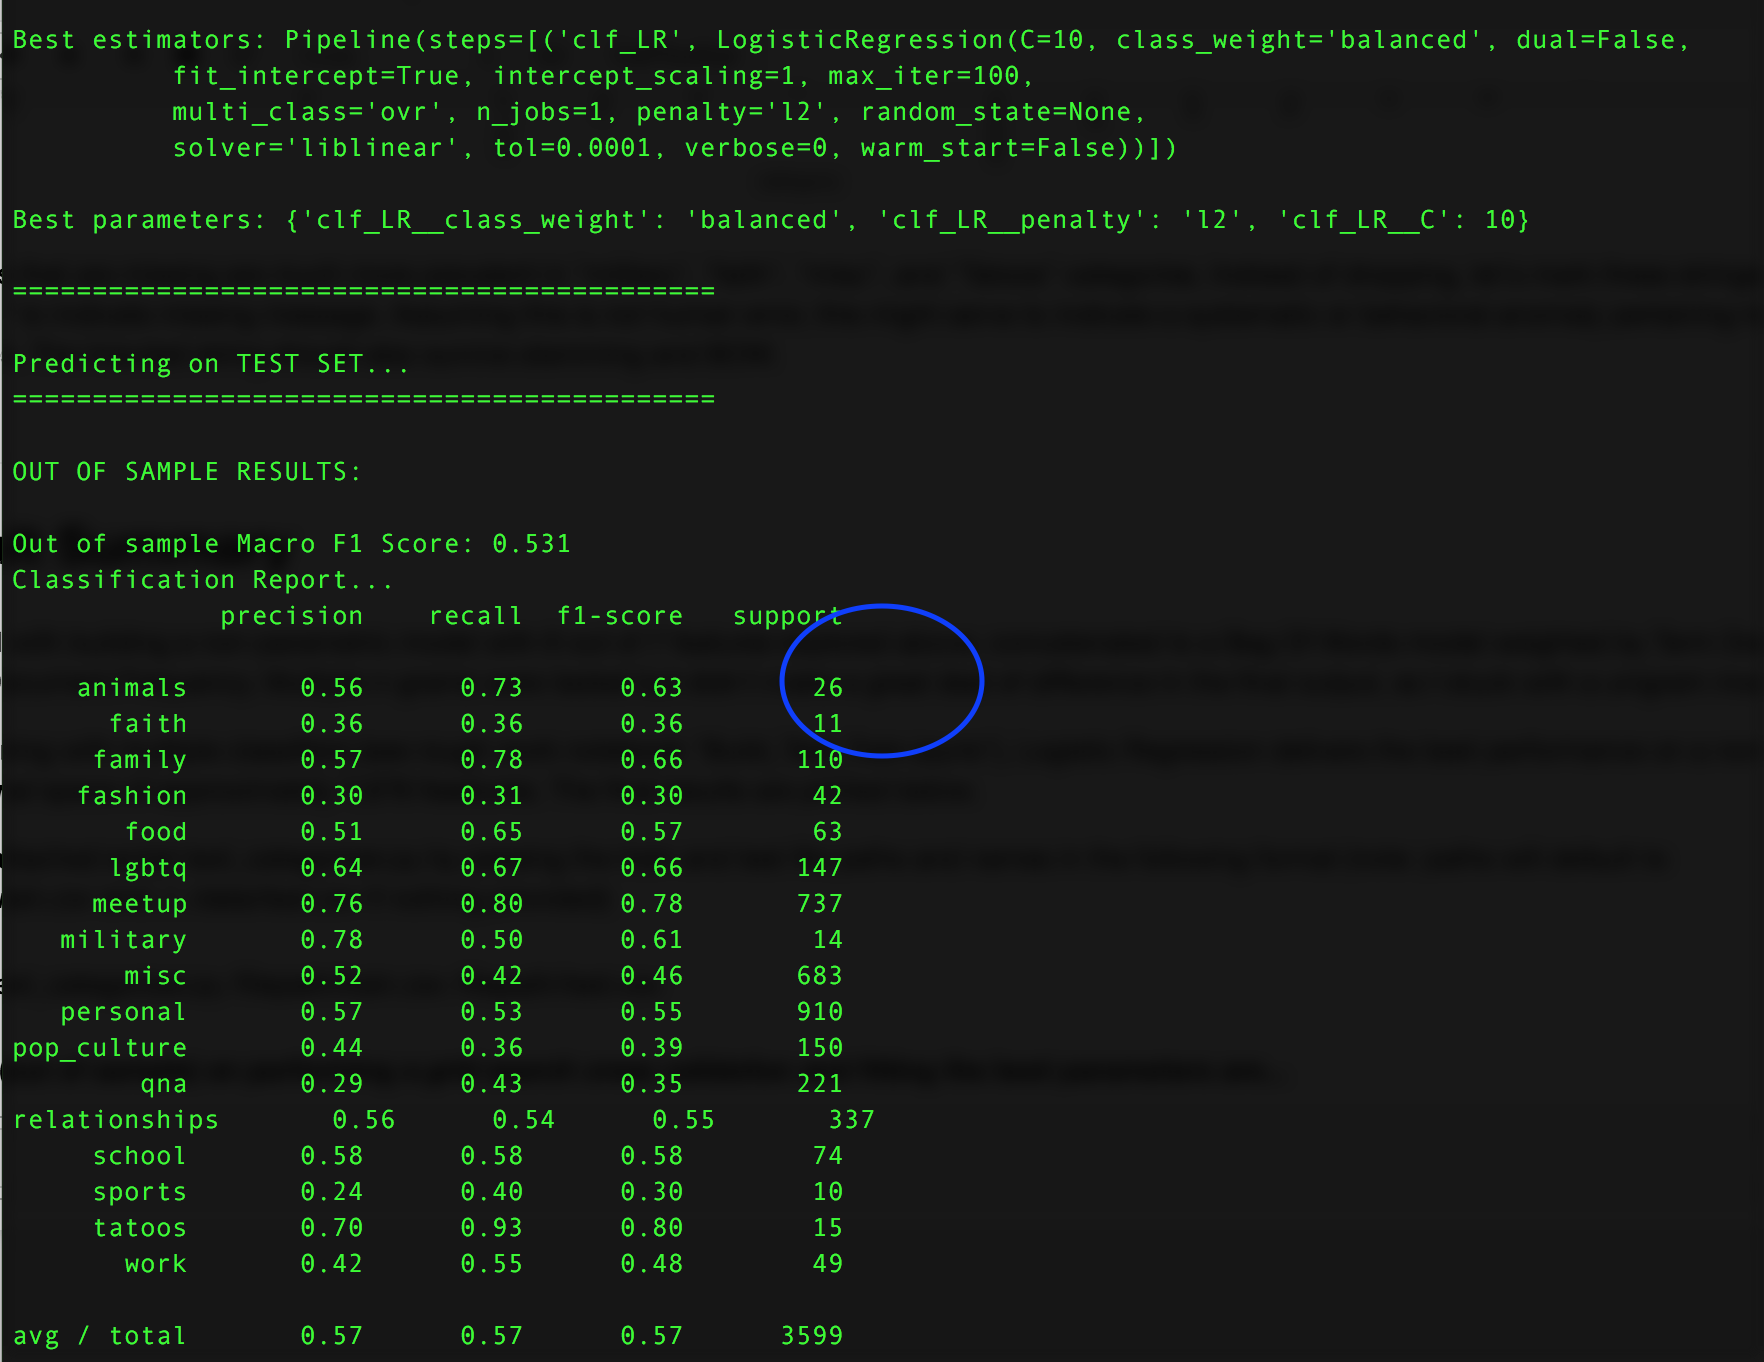 Best estimators: Pipeline(steps=[('clf_LR', LogisticRegression(C=10, class_weight='balanced', dual=False,
fit_intercept=True, intercept_scaling=1, max_iter=100,
multi_class='ovr', n_jobs=1, penalty='l2', random_state=None,
solver='liblinear', tol=0.0001, verbose=0, warm_start=False))])
Best parameters: {'clf_LR__class_weight': 'balanced', 'clf_LR__penalty': 'l2', 'clf_LR__C': 10}
============================================
Predicting on TEST SET...
============================================
OUT OF SAMPLE RESULTS:
Out of sample Macro F1 Score: 0.531
Classification Report...
precision recall f1-score support
animals 0.56 0.73 0.63 26
faith 0.36 0.36 0.36 11
family 0.57 0.78 0.66 110
fashion 0.30 0.31 0.30 42
food 0.51 0.65 0.57 63
lgbtq 0.64 0.67 0.66 147
meetup 0.76 0.80 0.78 737
military 0.78 0.50 0.61 14
misc 0.52 0.42 0.46 683
personal 0.57 0.53 0.55 910
pop_culture 0.44 0.36 0.39 150
qna 0.29 0.43 0.35 221
relationships 0.56 0.54 0.55 337
school 0.58 0.58 0.58 74
sports 0.24 0.40 0.30 10
tatoos 0.70 0.93 0.80 15
work 0.42 0.55 0.48 49
avg / total 0.57 0.57 0.57 3599